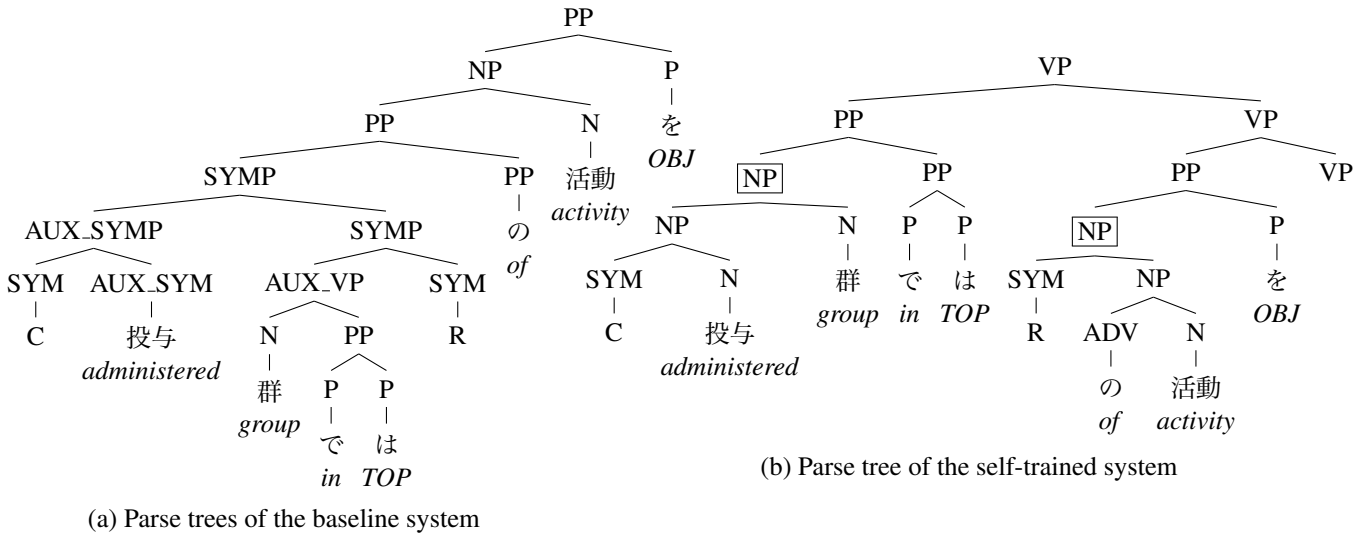 PP
NP P
VP
PP N を
PP VP
OBJ
SYMP PP 活動
NP PP PP VP
activity
AUX_SYMP SYMP の
NP N P P NP P
of
SYM AUX_SYM AUX_VP SYM
SYM N 群 で は SYM NP を
group in TOP OBJ
C 投与 N PP R
C 投与 R ADV N
administered
administered
群 P P
の 活動
group
of activity
で は
in TOP
(b) Parse tree of the self-trained system
(a) Parse trees of the baseline system